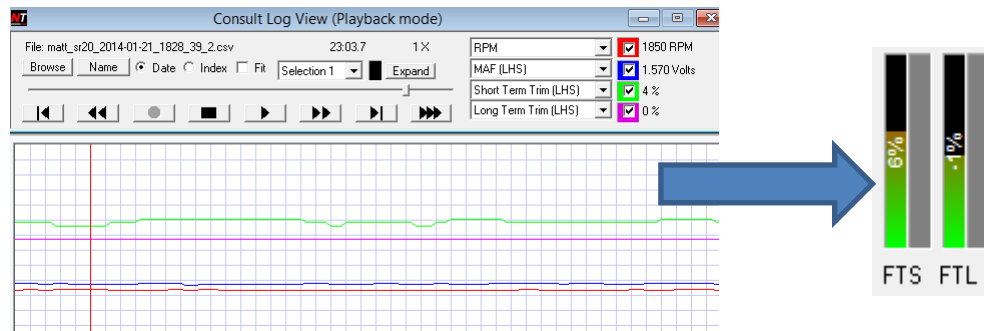 NT Consult Log View (Playback mode)
File: matt_sr20_2014-01-21_1828_39_2.csv 23:03.7 1X RPM 1850 RPM
Browse Name Date Index Fit Selection 1 Expand MAF (LHS) 1.570 Volts
Short Term Trim (LHS) 4 %
Long Term Trim (LHS) 0 %
6% -1%
FTS FTL